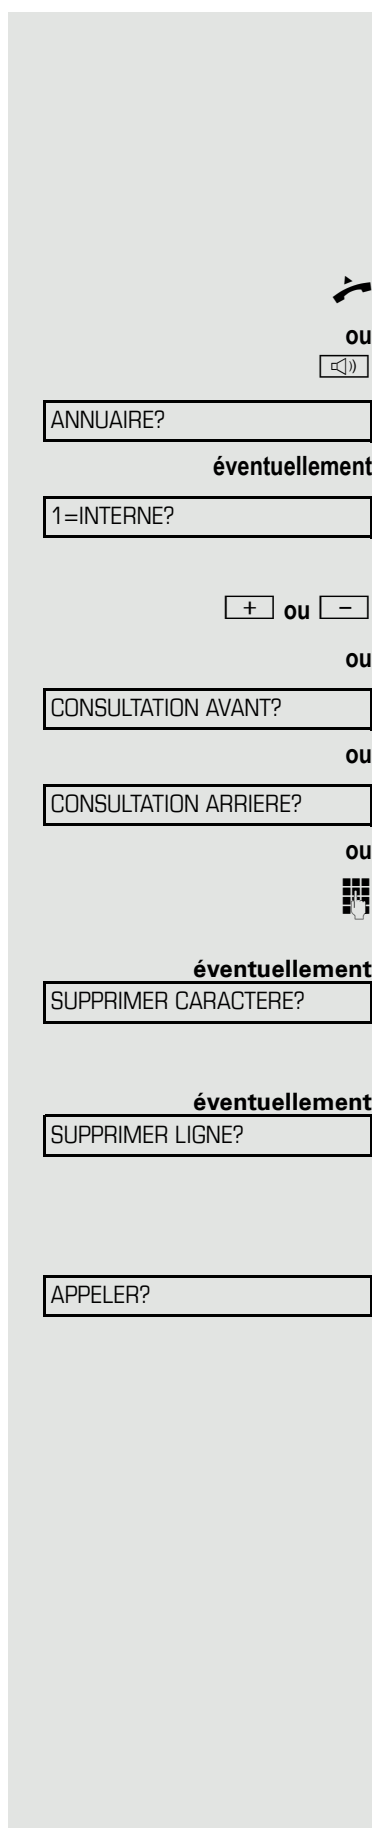 ou
ANNUAIRE?
éventuellement
1=INTERNE?
+ ou −
ou
CONSULTATION AVANT?
ou
CONSULTATION ARRIERE?
ou
éventuellement
SUPPRIMER CARACTERE?
éventuellement
SUPPRIMER LIGNE?
APPELER?